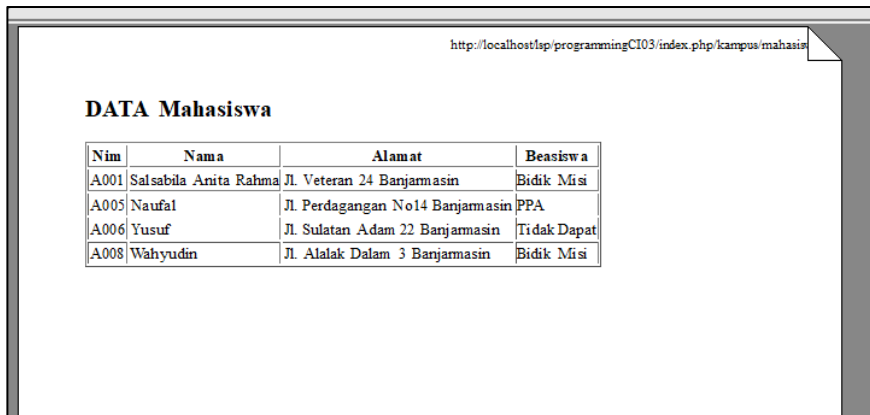 http://localhost/lsp/programmingCI03/index.php/kampus/mahasis
DATA Mahasiswa
Nim Nama Alamat Beasiswa
A001 Salsabila Anita Rahma Jl. Veteran 24 Banjarmasin Bidik Misi
A005 Naufal Jl. Perdagangan No14 Banjarmasin PPA
A006 Yusuf Jl. Sulatan Adam 22 Banjarmasin Tidak Dapat
A008 Wahyudin Jl. Alalak Dalam 3 Banjarmasin Bidik Misi